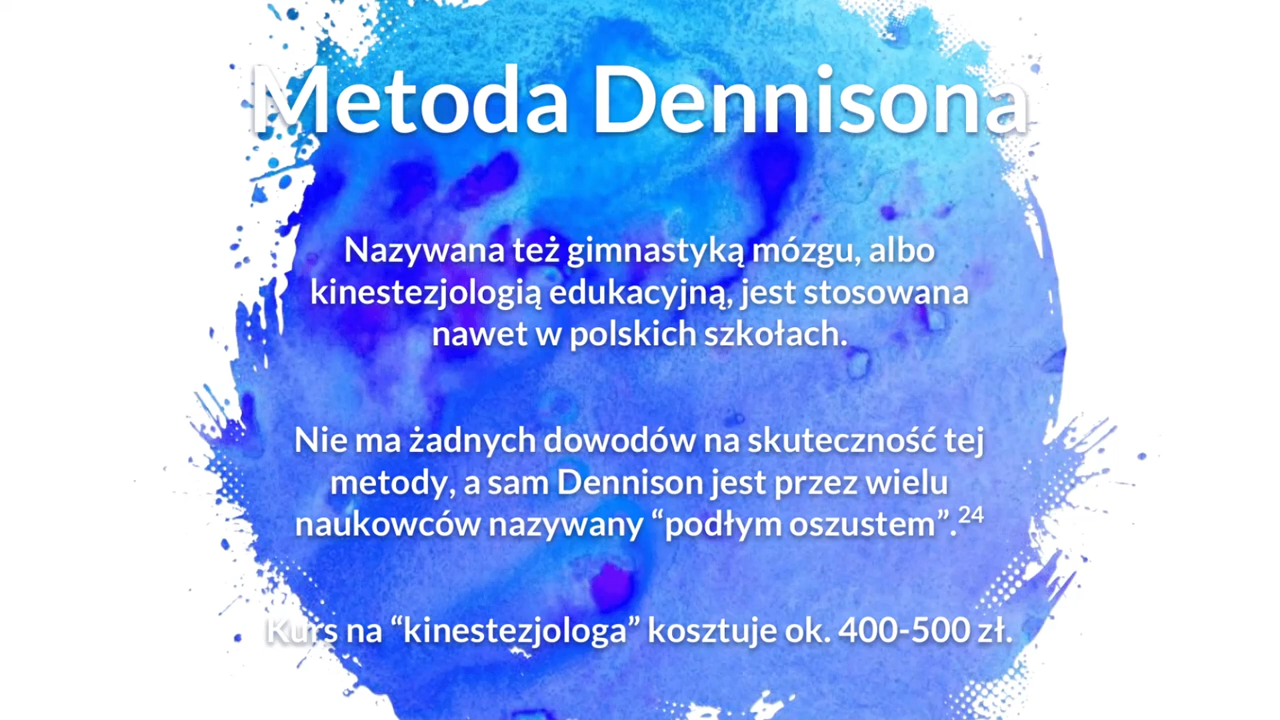 Metoda Dennisona
Nazywana też gimnastyką mózgu, albo
kinestezjologią edukacyjną, jest stosowana
nawet w polskich szkołach.
Nie ma żadnych dowodów na skuteczność tej
metody, a sam Dennison jest przez wielu
naukowców nazywany “podłym oszustem”.²⁴
Kurs na “kinestezjologa” kosztuje ok. 400-500 zł.